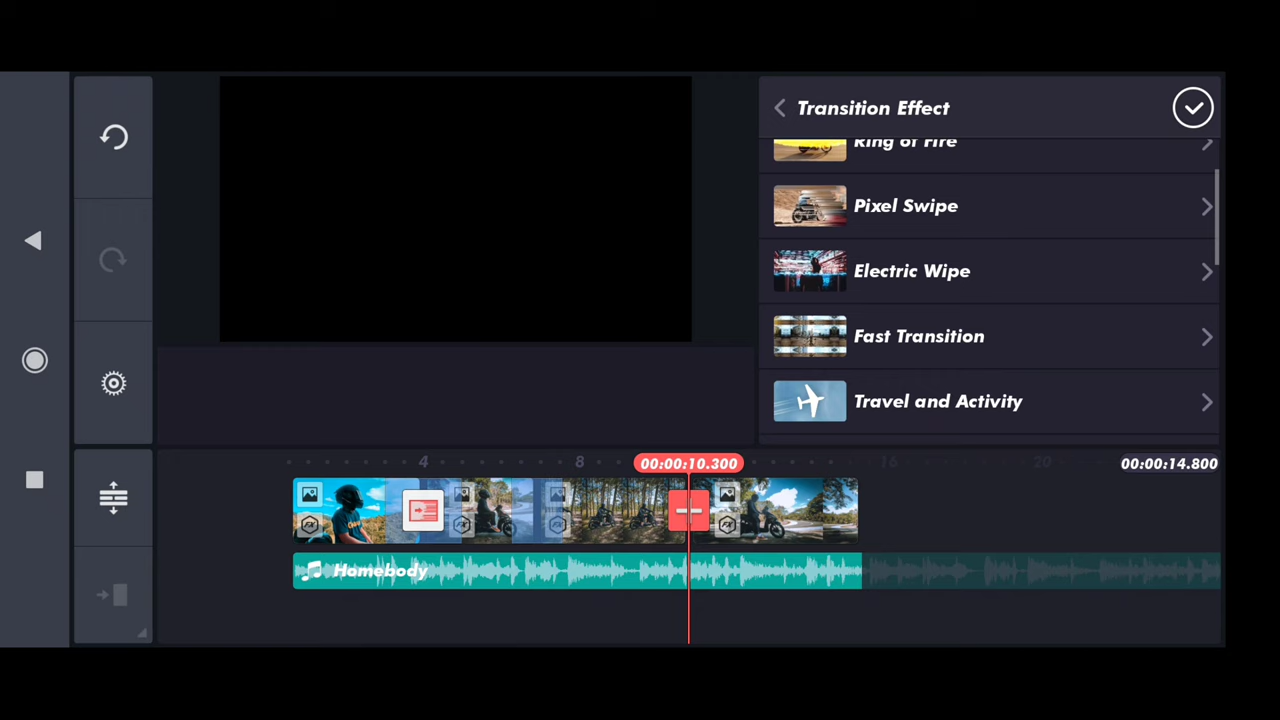 Transition Effect
Ring of Fire
Pixel Swipe
Electric Wipe
Fast Transition
Travel and Activity
4
8
00:00:10.300
16
20
00:00:14.800
Homebody